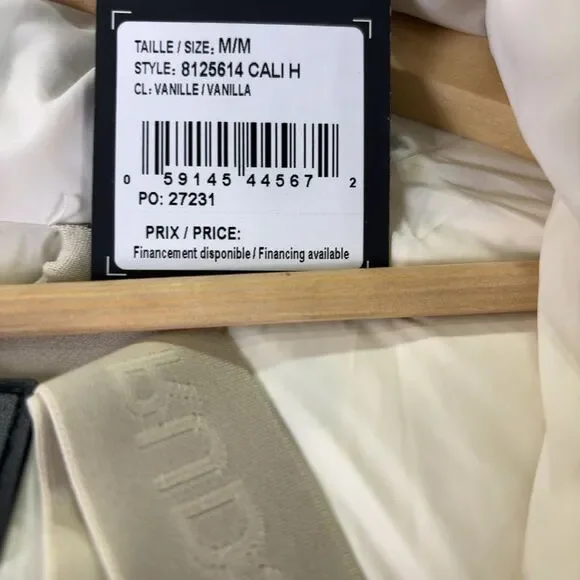 TAILLE / SIZE: M/M
STYLE: 8125614 CALI H
CL: VANILLE / VANILLA
0 59145 44567 2
PO: 27231
PRIX / PRICE:
Financement disponible / Financing available